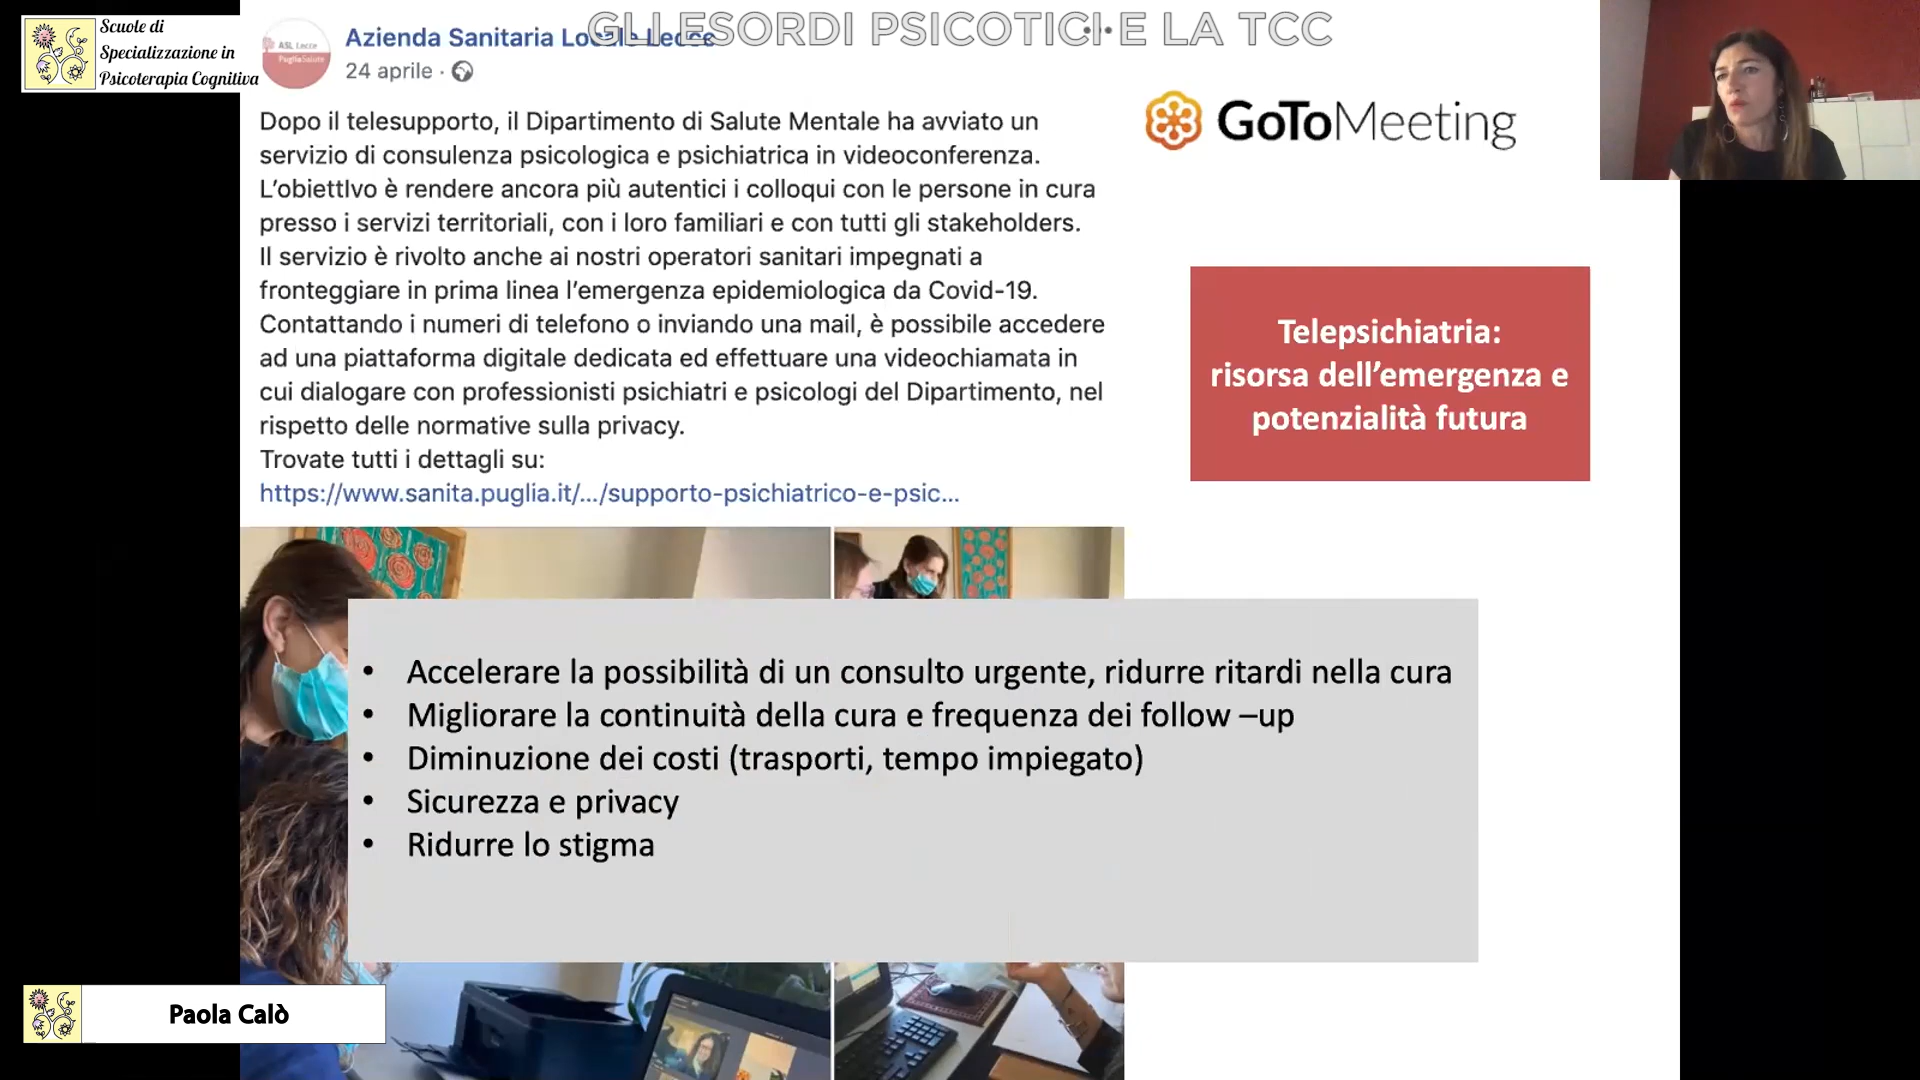 Scuole di
Specializzazione in
Psicoterapia Cognitiva
ASL Lecce
PugliaSalute
Azienda Sanitaria Locale Lecce
24 aprile ·
GLI ESORDI PSICOTICI E LA TCC
GoToMeeting
Dopo il telesupporto, il Dipartimento di Salute Mentale ha avviato un
servizio di consulenza psicologica e psichiatrica in videoconferenza.
L'obiettIvo è rendere ancora più autentici i colloqui con le persone in cura
presso i servizi territoriali, con i loro familiari e con tutti gli stakeholders.
Il servizio è rivolto anche ai nostri operatori sanitari impegnati a
fronteggiare in prima linea l'emergenza epidemiologica da Covid-19.
Contattando i numeri di telefono o inviando una mail, è possibile accedere
ad una piattaforma digitale dedicata ed effettuare una videochiamata in
cui dialogare con professionisti psichiatri e psicologi del Dipartimento, nel
rispetto delle normative sulla privacy.
Trovate tutti i dettagli su:
https://www.sanita.puglia.it/.../supporto-psichiatrico-e-psic...
Telepsichiatria:
risorsa dell'emergenza e
potenzialità futura
• Accelerare la possibilità di un consulto urgente, ridurre ritardi nella cura
• Migliorare la continuità della cura e frequenza dei follow –up
• Diminuzione dei costi (trasporti, tempo impiegato)
• Sicurezza e privacy
• Ridurre lo stigma
Paola Calò